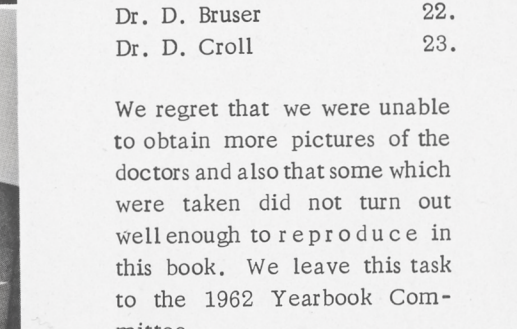 Dr. D. Bruser 22.
Dr. D. Croll 23.
We regret that we were unable
to obtain more pictures of the
doctors and also that some which
were taken did not turn out
well enough to reproduce in
this book. We leave this task
to the 1962 Yearbook Com-